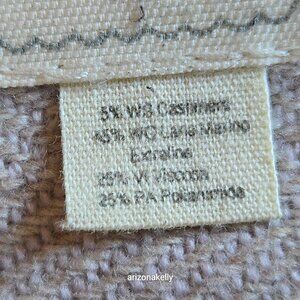 5% WS Cashmere
45% WO Lana Merino
Extrafine
25% VI Viscosa
25% PA Poliammide
arizonakelly